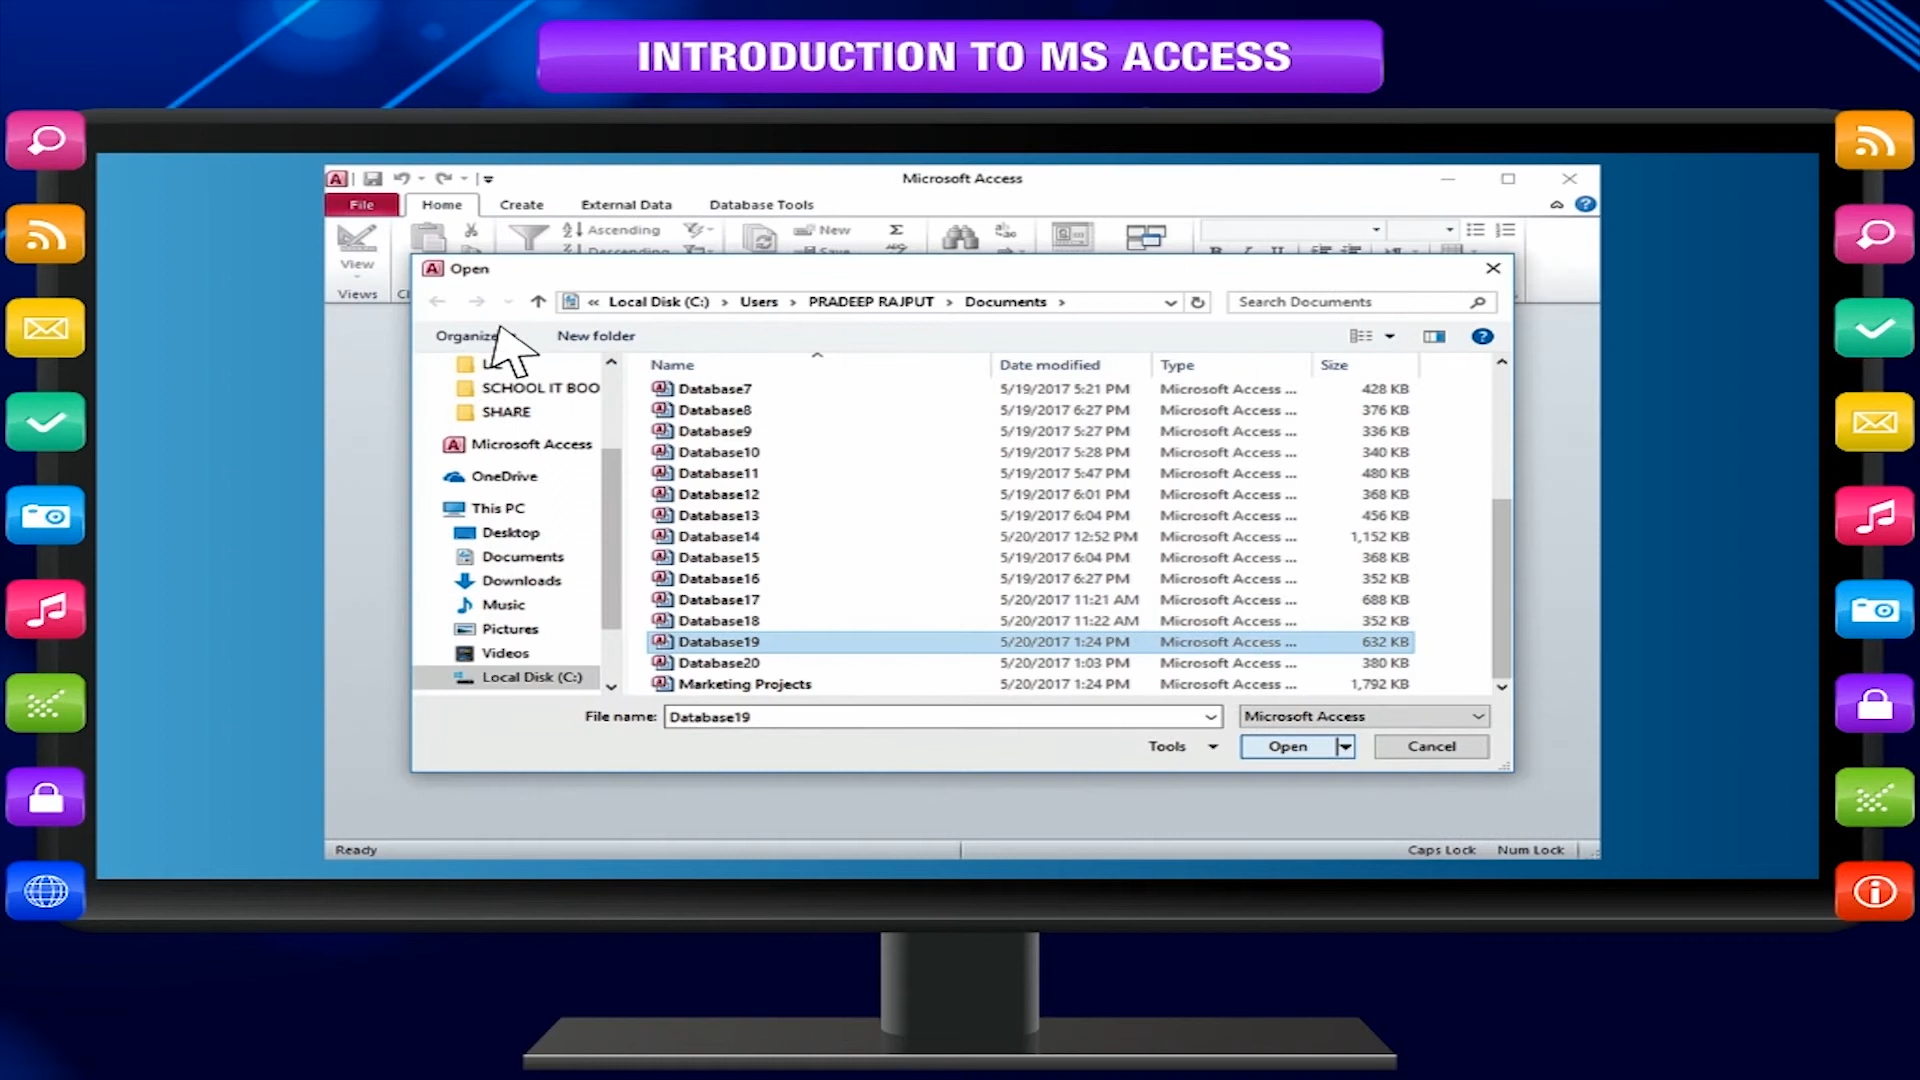 INTRODUCTION TO MS ACCESS
Microsoft Access
File Home Create External Data Database Tools
Ascending New
View
Views
Open
« Local Disk (C:) › Users › PRADEEP RAJPUT › Documents › Search Documents
Organize New folder
Name Date modified Type Size
SCHOOL IT BOO
SHARE
Microsoft Access
OneDrive
This PC
Desktop
Documents
Downloads
Music
Pictures
Videos
Local Disk (C:)
Database7 5/19/2017 5:21 PM Microsoft Access ... 428 KB
Database8 5/19/2017 6:27 PM Microsoft Access ... 376 KB
Database9 5/19/2017 5:27 PM Microsoft Access ... 336 KB
Database10 5/19/2017 5:28 PM Microsoft Access ... 340 KB
Database11 5/19/2017 5:47 PM Microsoft Access ... 480 KB
Database12 5/19/2017 6:01 PM Microsoft Access ... 368 KB
Database13 5/19/2017 6:04 PM Microsoft Access ... 456 KB
Database14 5/20/2017 12:52 PM Microsoft Access ... 1,152 KB
Database15 5/19/2017 6:04 PM Microsoft Access ... 368 KB
Database16 5/19/2017 6:27 PM Microsoft Access ... 352 KB
Database17 5/20/2017 11:21 AM Microsoft Access ... 688 KB
Database18 5/20/2017 11:22 AM Microsoft Access ... 352 KB
Database19 5/20/2017 1:24 PM Microsoft Access ... 632 KB
Database20 5/20/2017 1:03 PM Microsoft Access ... 380 KB
Marketing Projects 5/20/2017 1:24 PM Microsoft Access ... 1,792 KB
File name: Database19 Microsoft Access
Tools Open Cancel
Ready Caps Lock Num Lock